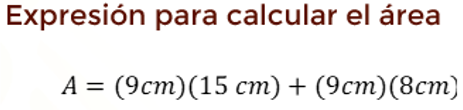 Expresión para calcular el área
A = (9cm)(15 cm) + (9cm)(8cm)